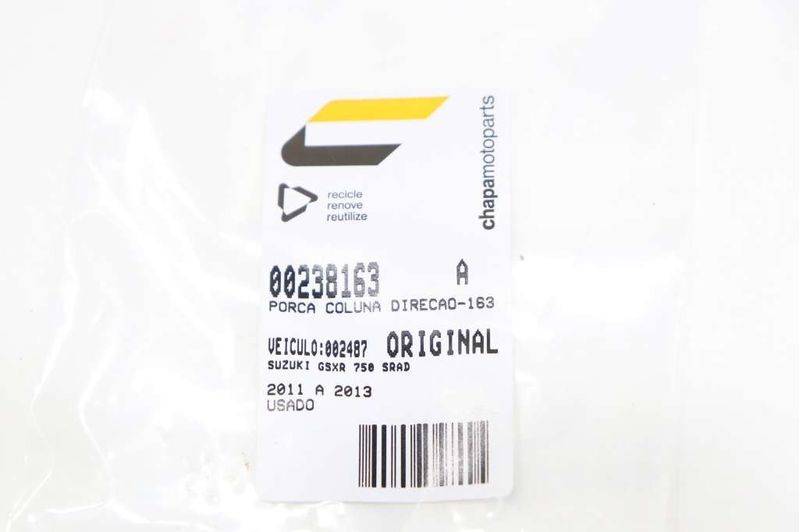 chapamotoparts
recicle
renove
reutilize
00238163 A
PORCA COLUNA DIRECAO-163
VEICULO:002487 ORIGINAL
SUZUKI GSXR 750 SRAD
2011 A 2013
USADO